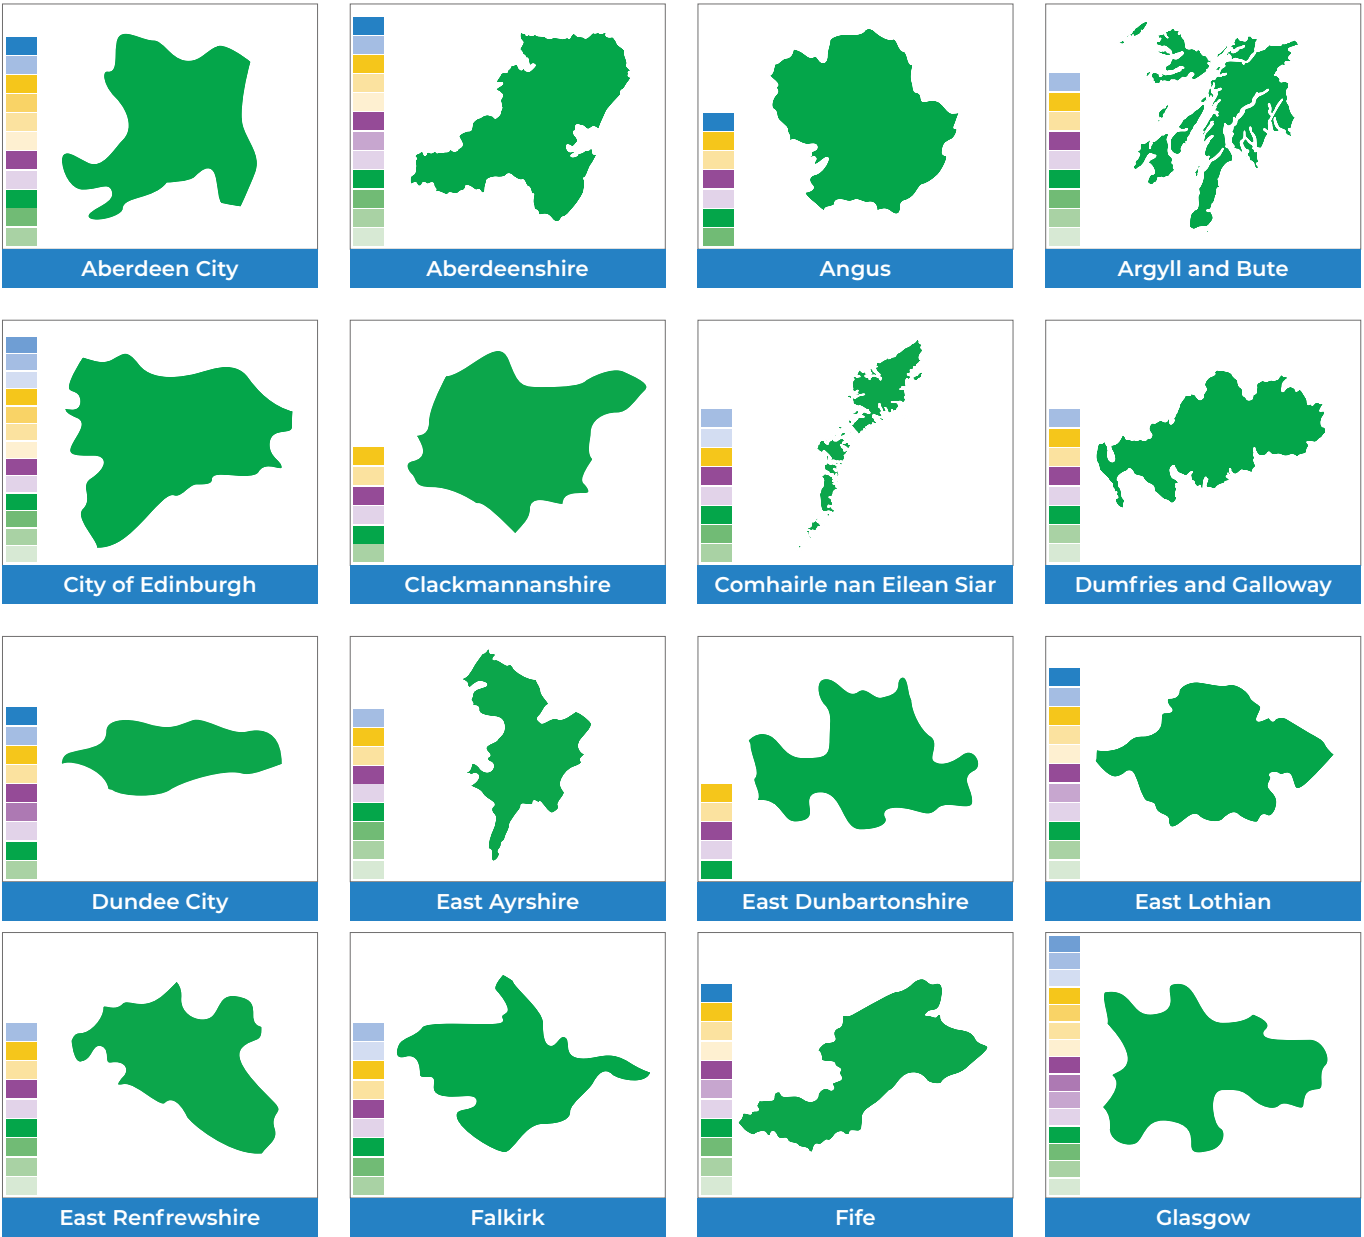 Aberdeen City
Aberdeenshire
Angus
Argyll and Bute
City of Edinburgh
Clackmannanshire
Comhairle nan Eilean Siar
Dumfries and Galloway
Dundee City
East Ayrshire
East Dunbartonshire
East Lothian
East Renfrewshire
Falkirk
Fife
Glasgow